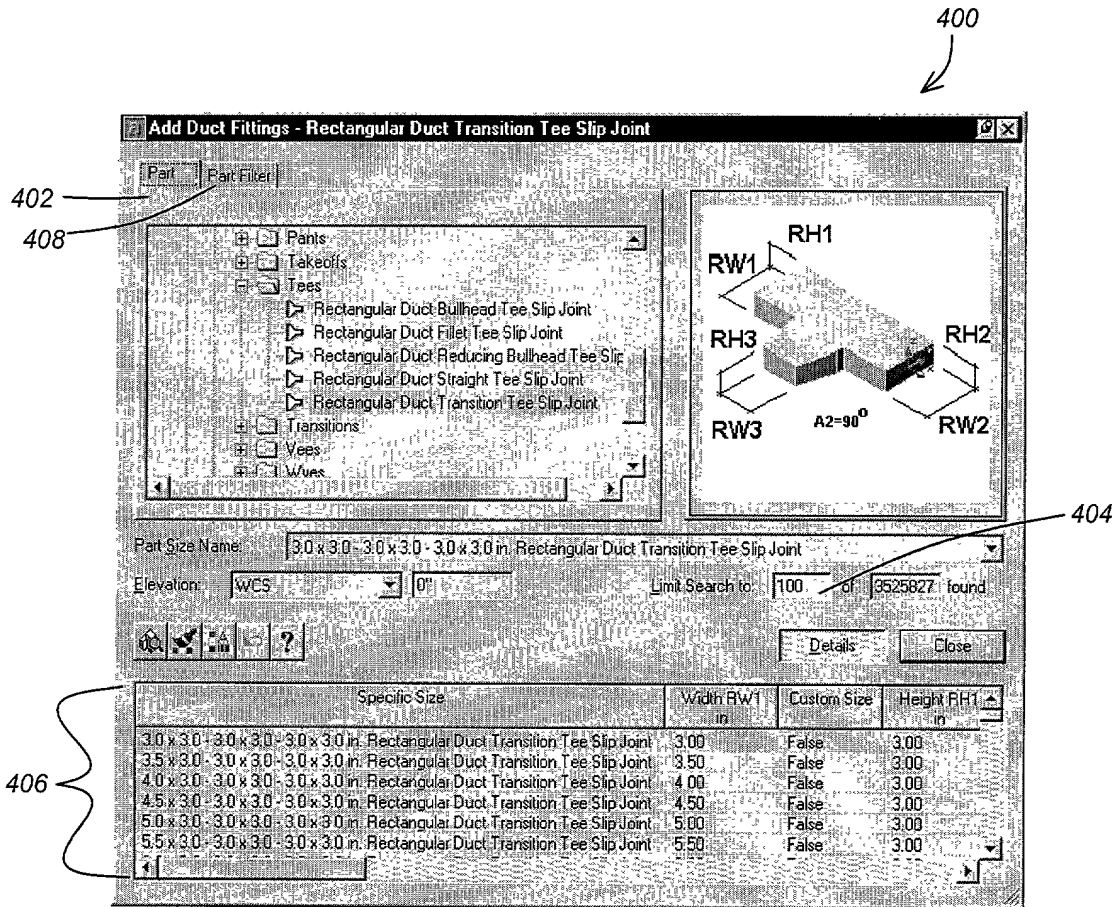 400
Add Duct Fittings - Rectangular Duct Transition Tee Slip Joint
Part Part Filter
402
408
Pants
Takeoffs
Tees
Rectangular Duct Bullhead Tee Slip Joint
Rectangular Duct Fillet Tee Slip Joint
Rectangular Duct Reducing Bullhead Tee Slip
Rectangular Duct Straight Tee Slip Joint
Rectangular Duct Transition Tee Slip Joint
Transitions
Vees
Wyes
RH1
RW1
RH3
RH2
RW3
A2=90°
RW2
404
Part Size Name: 3.0 x 3.0 - 3.0 x 3.0 - 3.0 x 3.0 in. Rectangular Duct Transition Tee Slip Joint
Elevation: WCS 0" Limit Search to: 100 of 3525827 found
? Details Close
Specific Size Width RW1 in Custom Size Height RH1 in
3.0 x 3.0 - 3.0 x 3.0 - 3.0 x 3.0 in. Rectangular Duct Transition Tee Slip Joint 3.00 False 3.00
3.5 x 3.0 - 3.0 x 3.0 - 3.0 x 3.0 in. Rectangular Duct Transition Tee Slip Joint 3.50 False 3.00
4.0 x 3.0 - 3.0 x 3.0 - 3.0 x 3.0 in. Rectangular Duct Transition Tee Slip Joint 4.00 False 3.00
4.5 x 3.0 - 3.0 x 3.0 - 3.0 x 3.0 in. Rectangular Duct Transition Tee Slip Joint 4.50 False 3.00
5.0 x 3.0 - 3.0 x 3.0 - 3.0 x 3.0 in. Rectangular Duct Transition Tee Slip Joint 5.00 False 3.00
5.5 x 3.0 - 3.0 x 3.0 - 3.0 x 3.0 in. Rectangular Duct Transition Tee Slip Joint 5.50 False 3.00
406